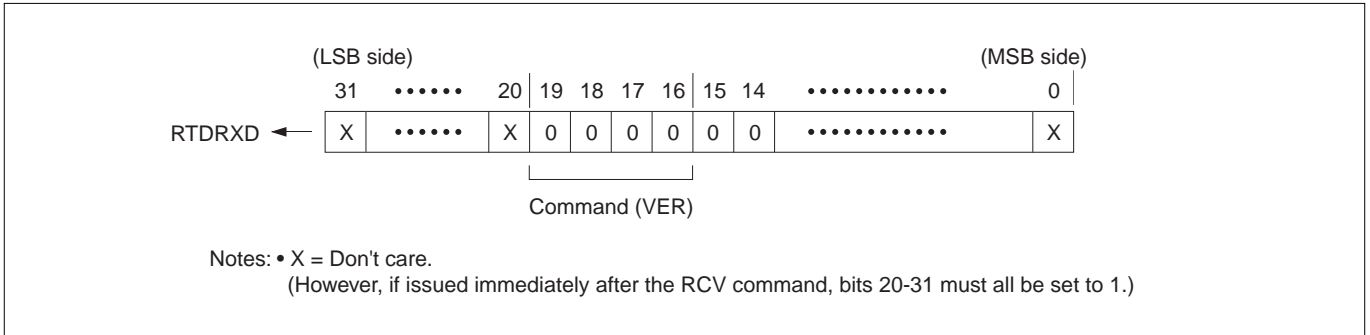 (LSB side) (MSB side)
31 •••••• 20 19 18 17 16 15 14 •••••••••••• 0
RTDRXD X •••••• X 0 0 0 0 0 0 •••••••••••• X
Command (VER)
Notes: • X = Don't care.
(However, if issued immediately after the RCV command, bits 20-31 must all be set to 1.)